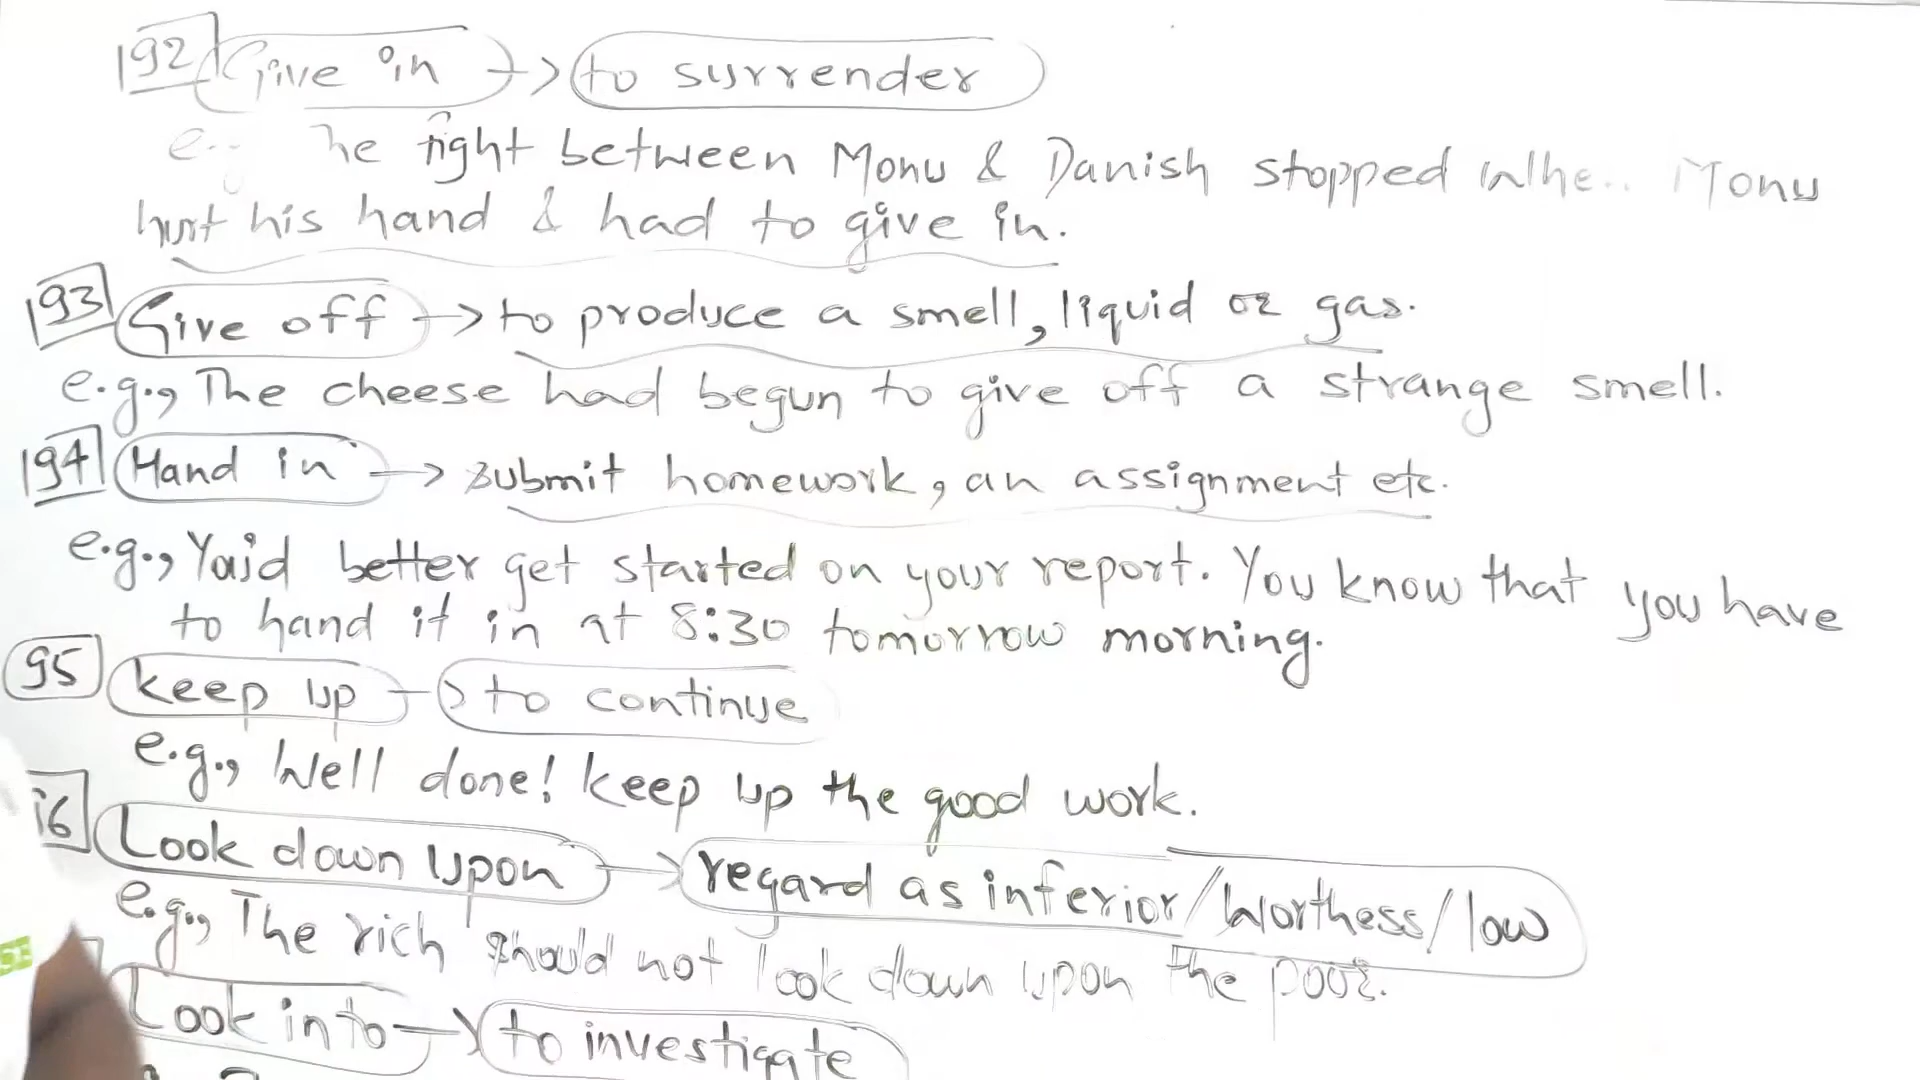 192 Give in → to surrender
The fight between Monu & Danish stopped Monu
hurt his hand & had to give in.
193 Give off → to produce a smell, liquid or gas.
e.g., The cheese had begun to give off a strange smell.
194 Hand in → submit homework, an assignment etc.
e.g., You'd better get started on your report. You know that you have
to hand it in at 8:30 tomorrow morning.
95 keep up → to continue
e.g., Well done! keep up the good work.
Look down upon → regard as inferior/worthess/low
e.g., The rich should not look down upon the poor.
Look into → to investigate